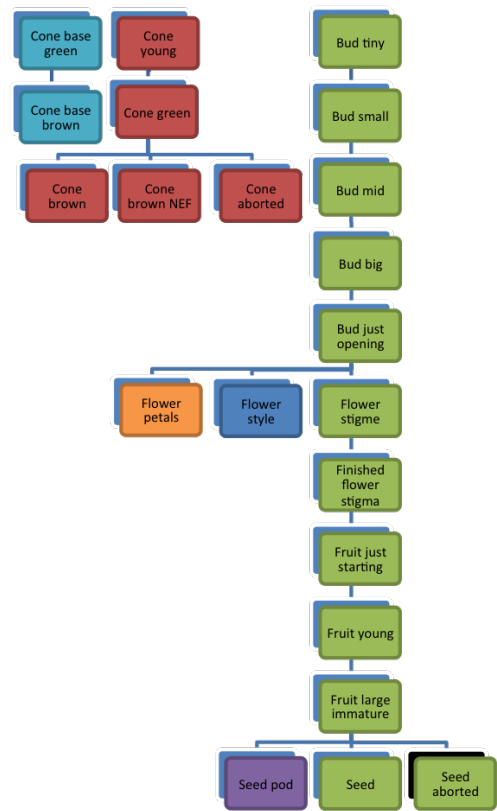 Cone base
green
Cone
young
Bud tiny
Cone base
brown
Cone green
Bud small
Cone
brown
Cone
brown NEF
Cone
aborted
Bud mid
Bud big
Bud just
opening
Flower
petals
Flower
style
Flower
stigme
Finished
flower
stigma
Fruit just
starting
Fruit young
Fruit large
immature
Seed pod
Seed
Seed
aborted